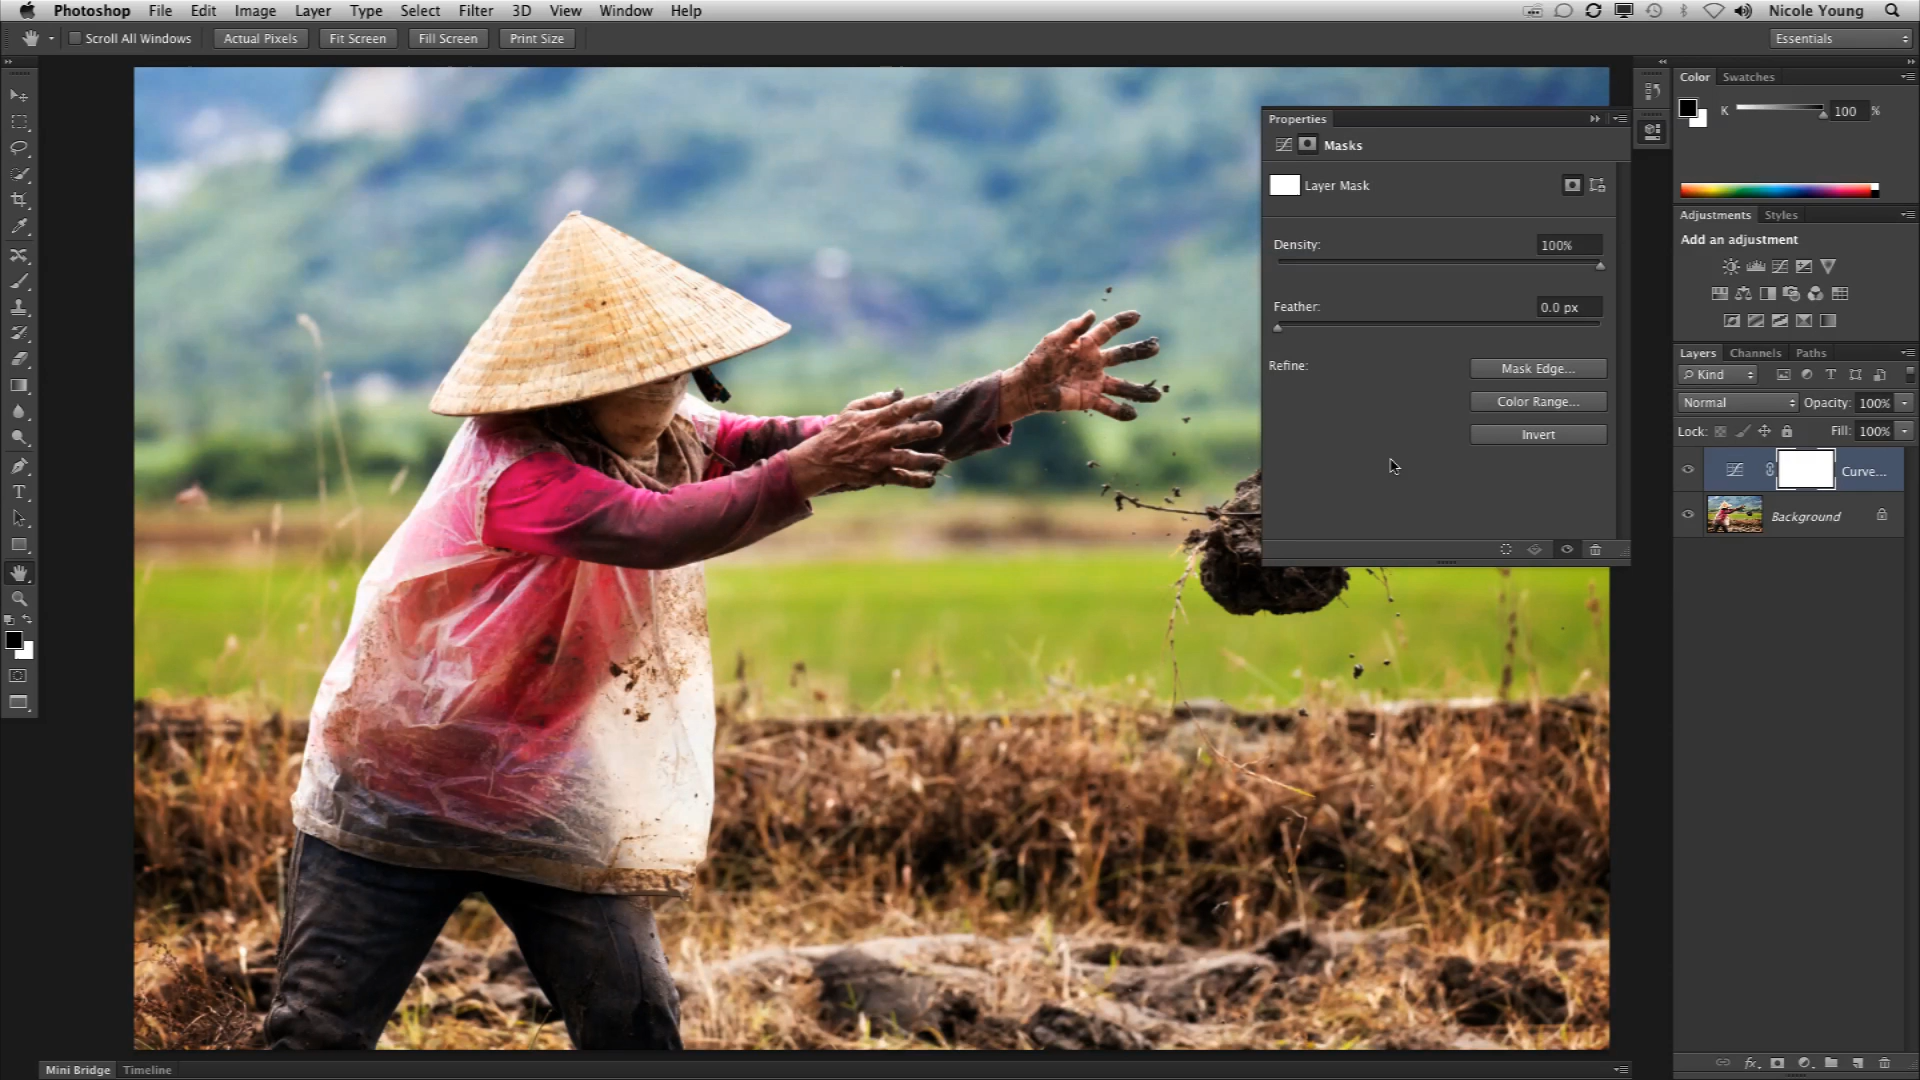 Photoshop File Edit Image Layer Type Select Filter 3D View Window Help Nicole Young
Scroll All Windows Actual Pixels Fit Screen Fill Screen Print Size Essentials
Color Swatches
K 100 %
Properties
Masks
Layer Mask
Density: 100%
Feather: 0.0 px
Refine: Mask Edge...
Color Range...
Invert
Adjustments Styles
Add an adjustment
Layers Channels Paths
Kind
Normal Opacity: 100%
Lock: Fill: 100%
Curve...
Background
Mini Bridge Timeline